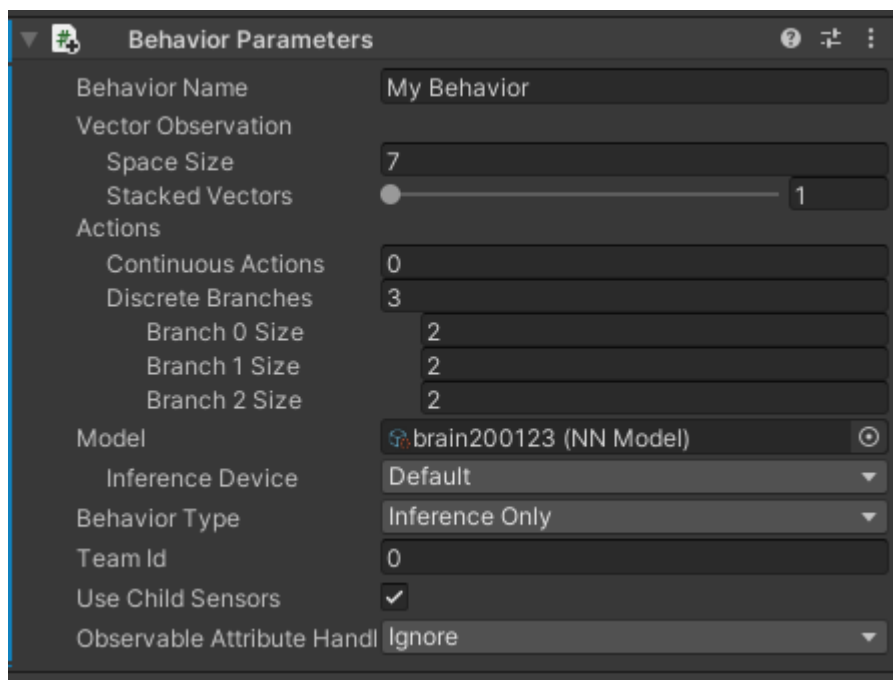 Behavior Parameters
Behavior Name My Behavior
Vector Observation
Space Size 7
Stacked Vectors 1
Actions
Continuous Actions 0
Discrete Branches 3
Branch 0 Size 2
Branch 1 Size 2
Branch 2 Size 2
Model brain200123 (NN Model)
Inference Device Default
Behavior Type Inference Only
Team Id 0
Use Child Sensors
Observable Attribute Handl Ignore